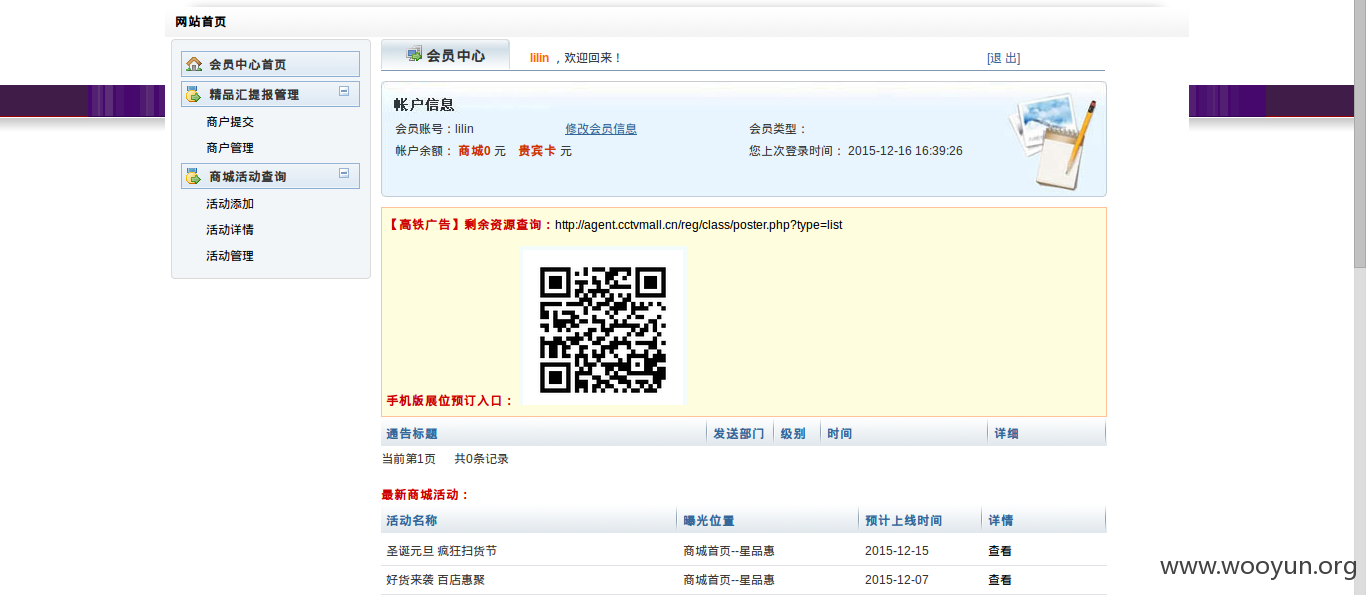 网站首页
会员中心首页
精品汇提报管理
商户提交
商户管理
商城活动查询
活动添加
活动详情
活动管理
会员中心 lilin ，欢迎回来！ [退 出]
帐户信息
会员账号：lilin 修改会员信息 会员类型：
帐户余额： 商城0 元 贵宾卡 元 您上次登录时间： 2015-12-16 16:39:26
【高铁广告】剩余资源查询：http://agent.cctvmall.cn/reg/class/poster.php?type=list
手机版展位预订入口：
通告标题 发送部门 级别 时间 详细
当前第1页 共0条记录
最新商城活动：
活动名称 曝光位置 预计上线时间 详情
圣诞元旦 疯狂扫货节 商城首页--星品惠 2015-12-15 查看
好货来袭 百店惠聚 商城首页--星品惠 2015-12-07 查看
www.wooyun.org